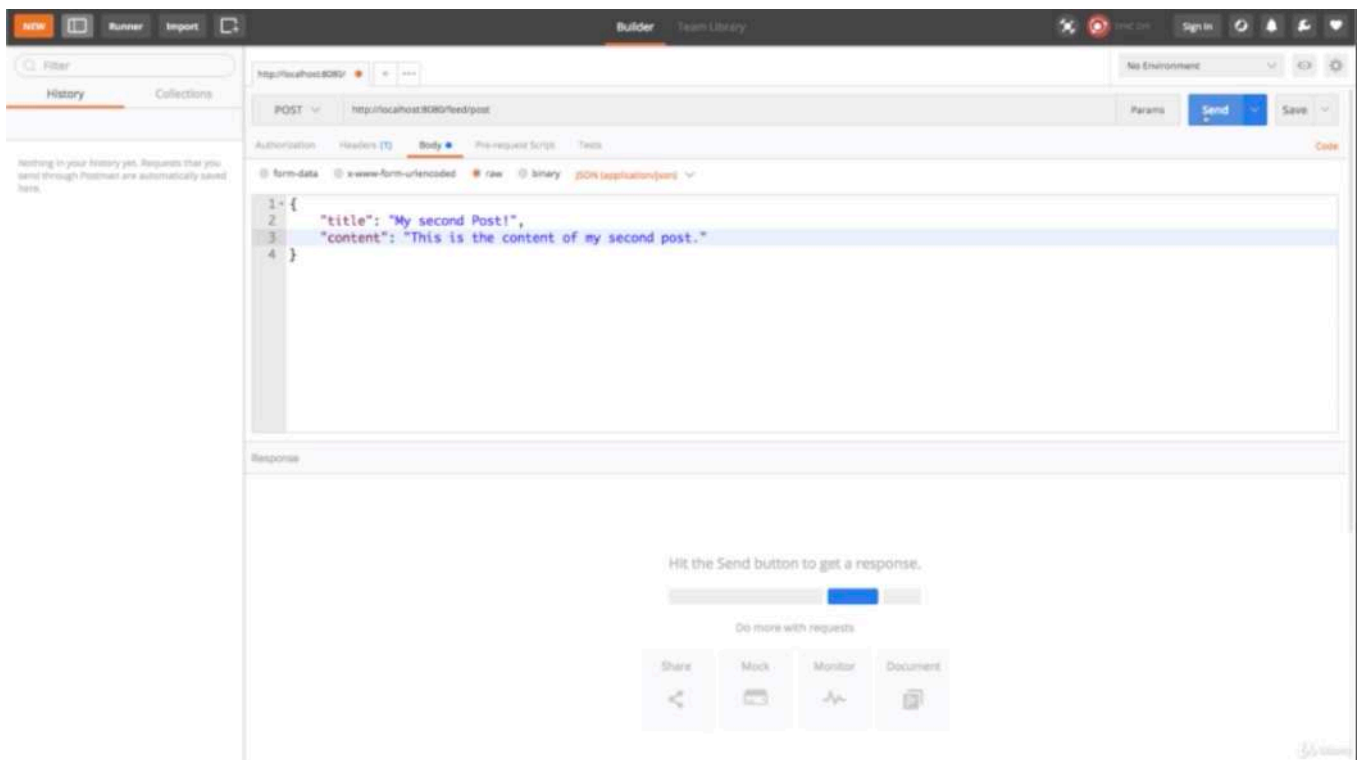 NEW Runner Import Builder Team Library Sign In
Filter
History Collections
Nothing in your history yet. Requests that you
send through Postman are automatically saved
here.
http://localhost:8080/ + ••• No Environment
POST http://localhost:8080/feed/post Params Send Save
Authorization Headers (1) Body Pre-request Script Tests Code
form-data x-www-form-urlencoded raw binary JSON (application/json)
1 {
2 "title": "My second Post!",
3 "content": "This is the content of my second post."
4 }
Response
Hit the Send button to get a response.
Do more with requests
Share Mock Monitor Document